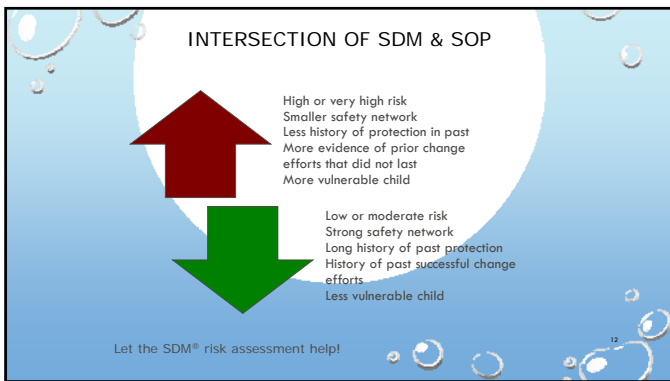 INTERSECTION OF SDM & SOP
High or very high risk
Smaller safety network
Less history of protection in past
More evidence of prior change
efforts that did not last
More vulnerable child
Low or moderate risk
Strong safety network
Long history of past protection
History of past successful change
efforts
Less vulnerable child
12
Let the SDM® risk assessment help!